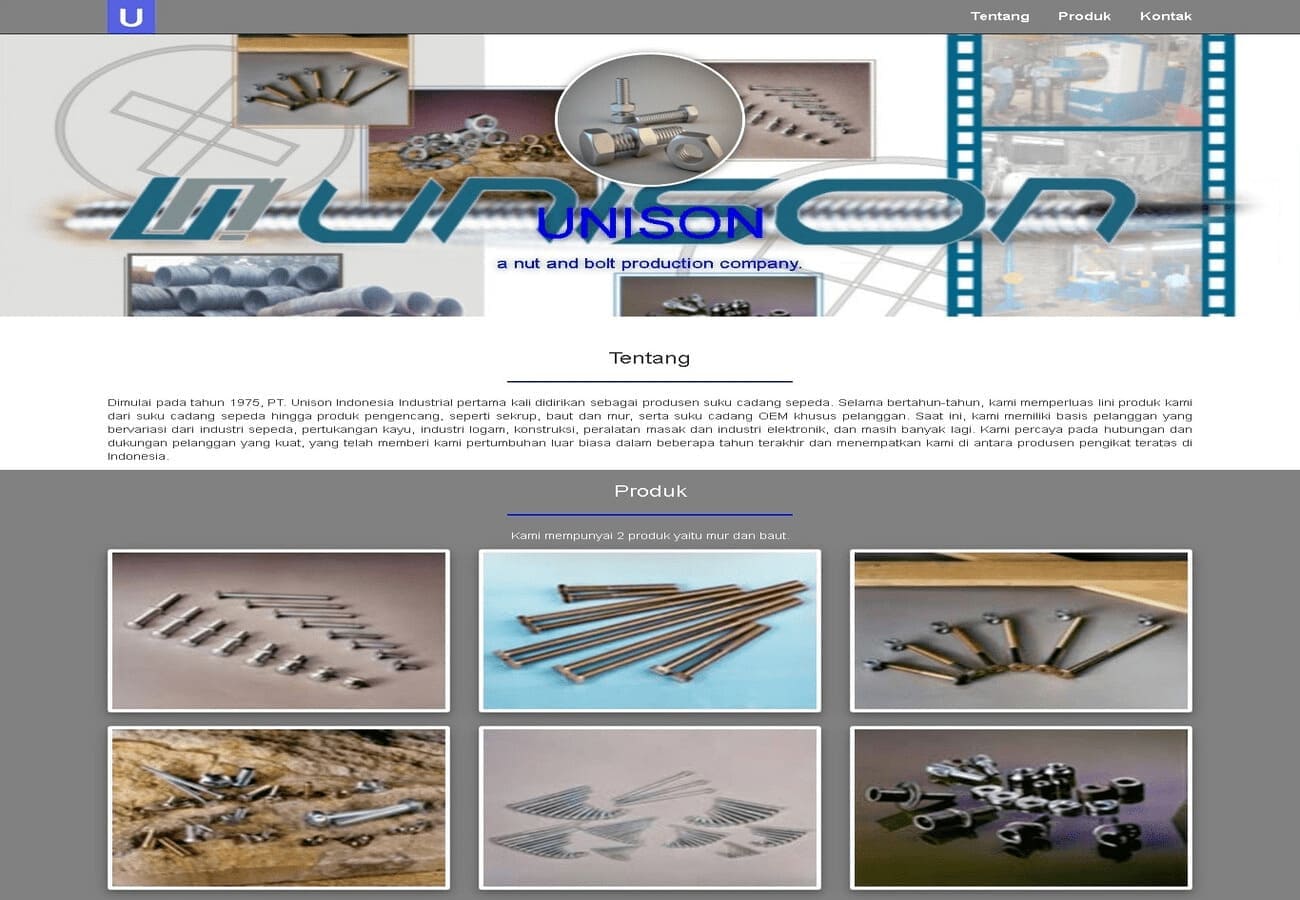 U
Tentang Produk Kontak
UNISON
UNISON
a nut and bolt production company.
Tentang
Dimulai pada tahun 1975, PT. Unison Indonesia Industrial pertama kali didirikan sebagai produsen suku cadang sepeda. Selama bertahun-tahun, kami memperluas lini produk kami
dari suku cadang sepeda hingga produk pengencang, seperti sekrup, baut dan mur, serta suku cadang OEM khusus pelanggan. Saat ini, kami memiliki basis pelanggan yang
bervariasi dari industri sepeda, pertukangan kayu, industri logam, konstruksi, peralatan masak dan industri elektronik, dan masih banyak lagi. Kami percaya pada hubungan dan
dukungan pelanggan yang kuat, yang telah memberi kami pertumbuhan luar biasa dalam beberapa tahun terakhir dan menempatkan kami di antara produsen pengikat teratas di
Indonesia.
Produk
Kami mempunyai 2 produk yaitu mur dan baut.